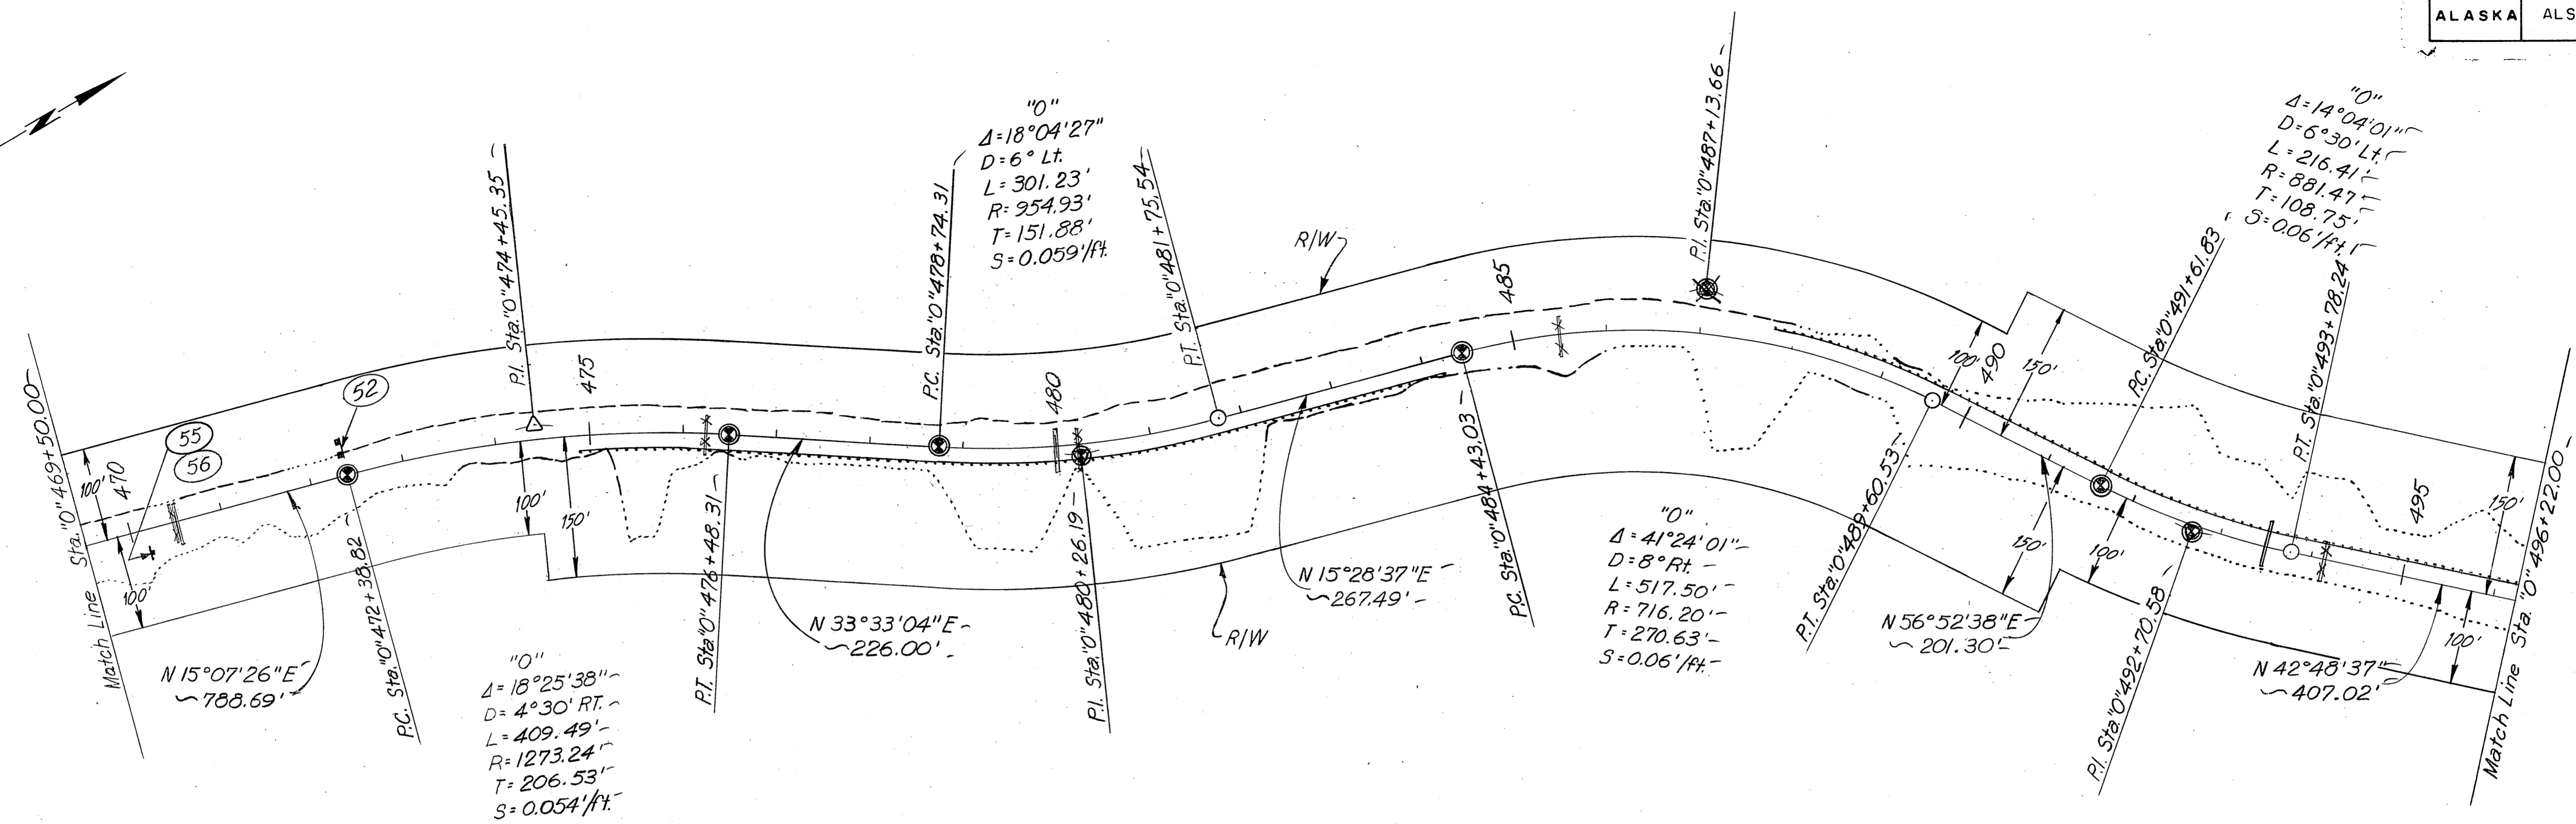 ALASKA ALS
N
"O"
Δ=18°04'27"
D=6° Lt.
L=301.23'
R=954.93'
T=151.88'
S=0.059'/ft.
"O"
Δ=14°04'01"
D=6°30' Lt.
L=216.41'
R=881.47'
T=108.75'
S=0.06'/ft.
Match Line Sta. "O" 469+50.00
100'
470
100'
55
56
52
P.I. Sta. "O" 474+45.35
475
P.C. Sta. "O" 478+74.31
480
P.T. Sta. "O" 481+75.54
R/W
485
P.I. Sta. "O" 487+13.66
100'
490
150'
P.C. Sta. "O" 491+61.83
P.T. Sta. "O" 493+78.24
495
150'
100'
Match Line Sta. "O" 496+22.00
N 15°07'26"E
788.69'
P.C. Sta. "O" 472+38.82
100'
150'
"O"
Δ=18°25'38"
D=4°30' RT.
L=409.49'
R=1273.24'
T=206.53'
S=0.054'/ft.
P.T. Sta. "O" 476+48.31
N 33°33'04"E
226.00'
P.I. Sta. "O" 480+26.19
R/W
N 15°28'37"E
267.49'
P.C. Sta. "O" 484+43.03
"O"
Δ=41°24'01"
D=8° Rt.
L=517.50'
R=716.20'
T=270.63'
S=0.06'/ft.
P.T. Sta. "O" 489+60.53
N 56°52'38"E
201.30'
150'
100'
P.I. Sta. "O" 492+70.58
N 42°48'37"
407.02'